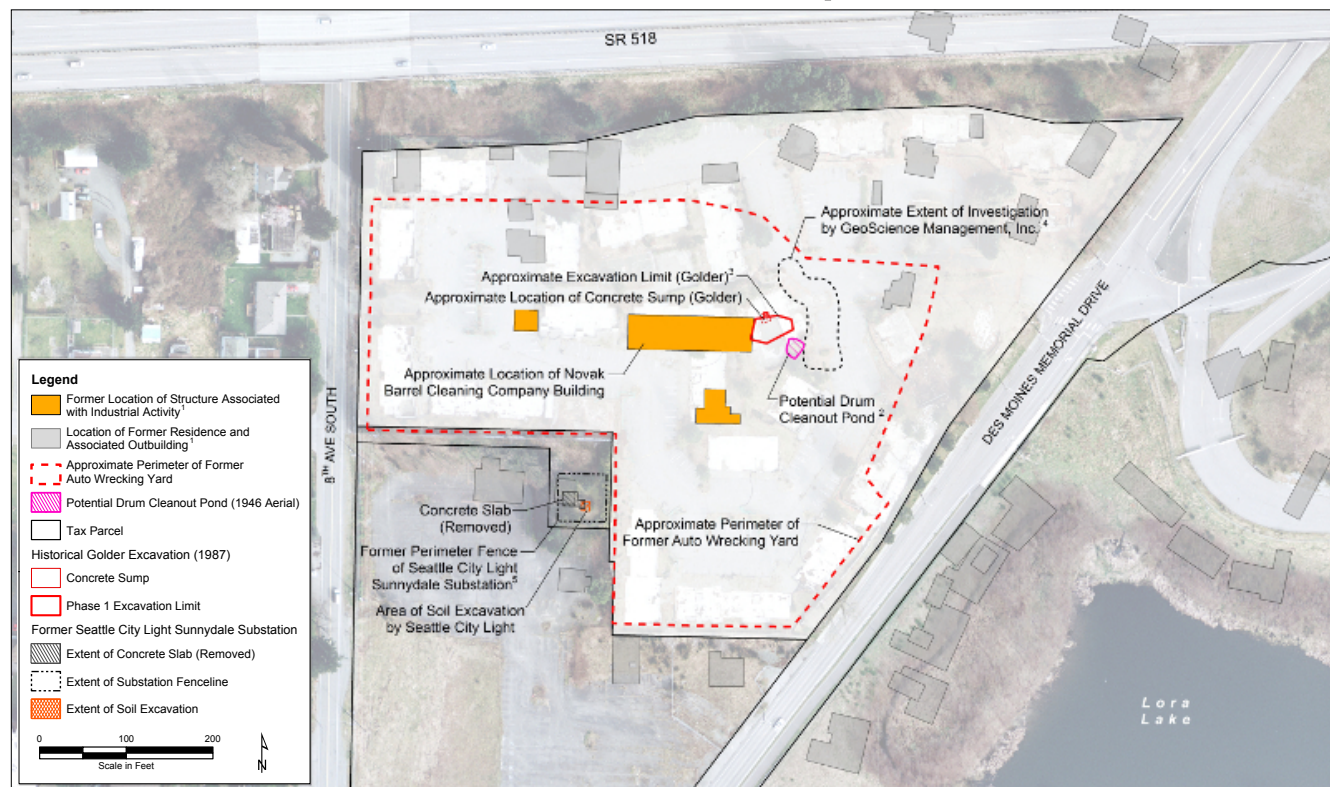 SR 518
Approximate Extent of Investigation
by GeoScience Management, Inc. 4
Approximate Excavation Limit (Golder)2
Approximate Location of Concrete Sump (Golder)
DES MOINES MEMORIAL DRIVE
Approximate Location of Novak
Barrel Cleaning Company Building
Potential Drum
Cleanout Pond 2
8TH AVE SOUTH
Concrete Slab
(Removed)
Former Perimeter Fence
of Seattle City Light
Sunnydale Substation5
Area of Soil Excavation
by Seattle City Light
Approximate Perimeter of
Former Auto Wrecking Yard
Lora
Lake
Legend
Former Location of Structure Associated
with Industrial Activity1
Location of Former Residence and
Associated Outbuilding1
Approximate Perimeter of Former
Auto Wrecking Yard
Potential Drum Cleanout Pond (1946 Aerial)
Tax Parcel
Historical Golder Excavation (1987)
Concrete Sump
Phase 1 Excavation Limit
Former Seattle City Light Sunnydale Substation
Extent of Concrete Slab (Removed)
Extent of Substation Fenceline
Extent of Soil Excavation
0 100 200
Scale in Feet
N